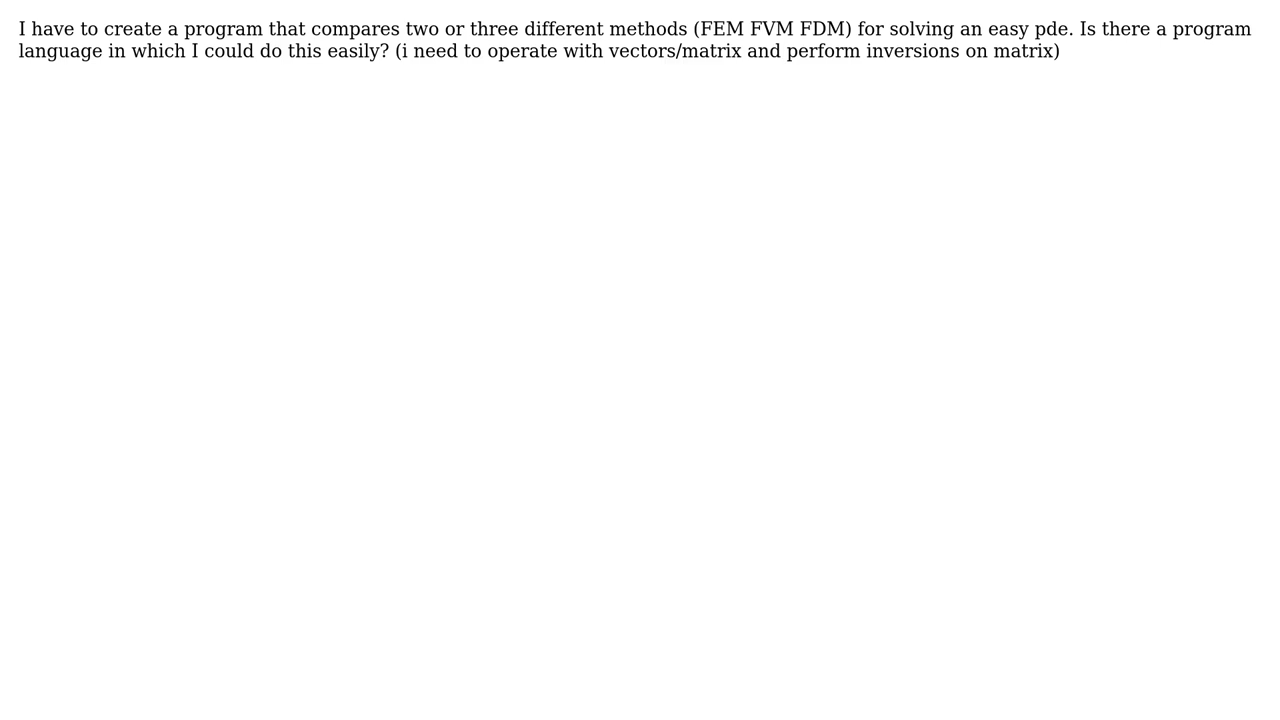 I have to create a program that compares two or three different methods (FEM FVM FDM) for solving an easy pde. Is there a program
language in which I could do this easily? (i need to operate with vectors/matrix and perform inversions on matrix)